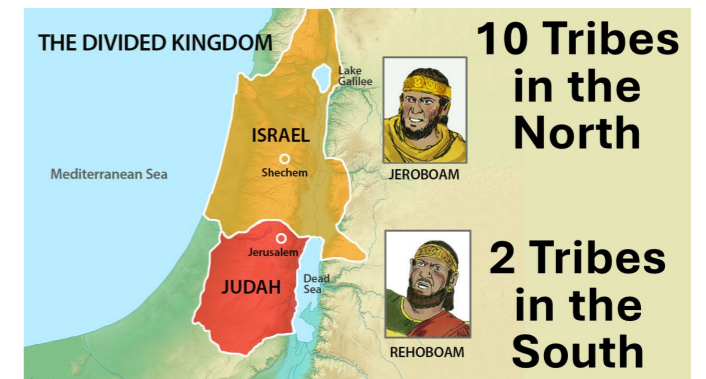 THE DIVIDED KINGDOM
10 Tribes
in the
North
Lake
Galilee
ISRAEL
Shechem
Mediterranean Sea
JEROBOAM
Jerusalem
JUDAH
Dead
Sea
REHOBOAM
2 Tribes
in the
South